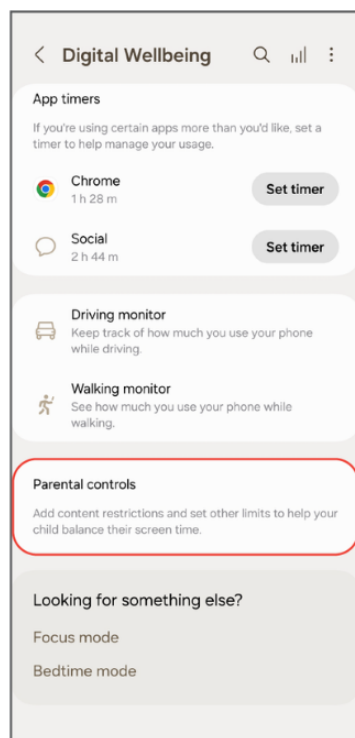 Digital Wellbeing
App timers
If you're using certain apps more than you'd like, set a
timer to help manage your usage.
Chrome
1 h 28 m
Set timer
Social
2 h 44 m
Set timer
Driving monitor
Keep track of how much you use your phone
while driving.
Walking monitor
See how much you use your phone while
walking.
Parental controls
Add content restrictions and set other limits to help your
child balance their screen time.
Looking for something else?
Focus mode
Bedtime mode